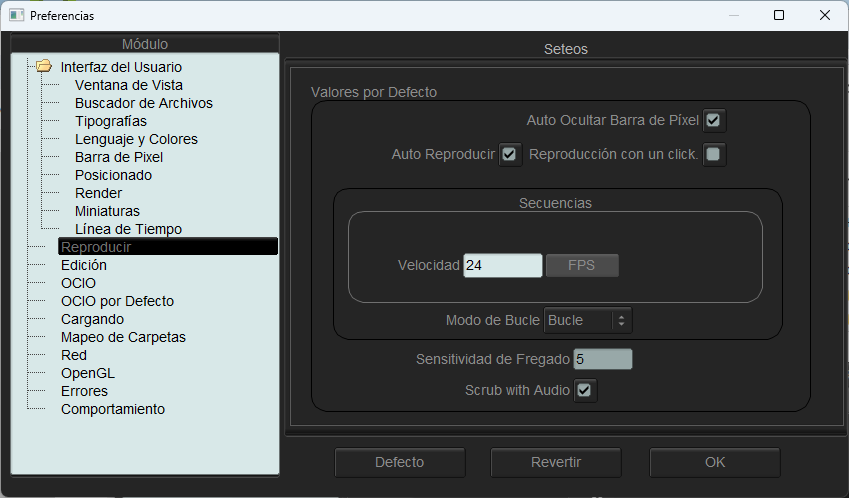 Preferencias
Módulo
Interfaz del Usuario
Ventana de Vista
Buscador de Archivos
Tipografías
Lenguaje y Colores
Barra de Pixel
Posicionado
Render
Miniaturas
Línea de Tiempo
Reproducir
Edición
OCIO
OCIO por Defecto
Cargando
Mapeo de Carpetas
Red
OpenGL
Errores
Comportamiento
Seteos
Valores por Defecto
Auto Ocultar Barra de Píxel
Auto Reproducir Reproducción con un click.
Secuencias
Velocidad 24 FPS
Modo de Bucle Bucle
Sensitividad de Fregado 5
Scrub with Audio
Defecto Revertir OK